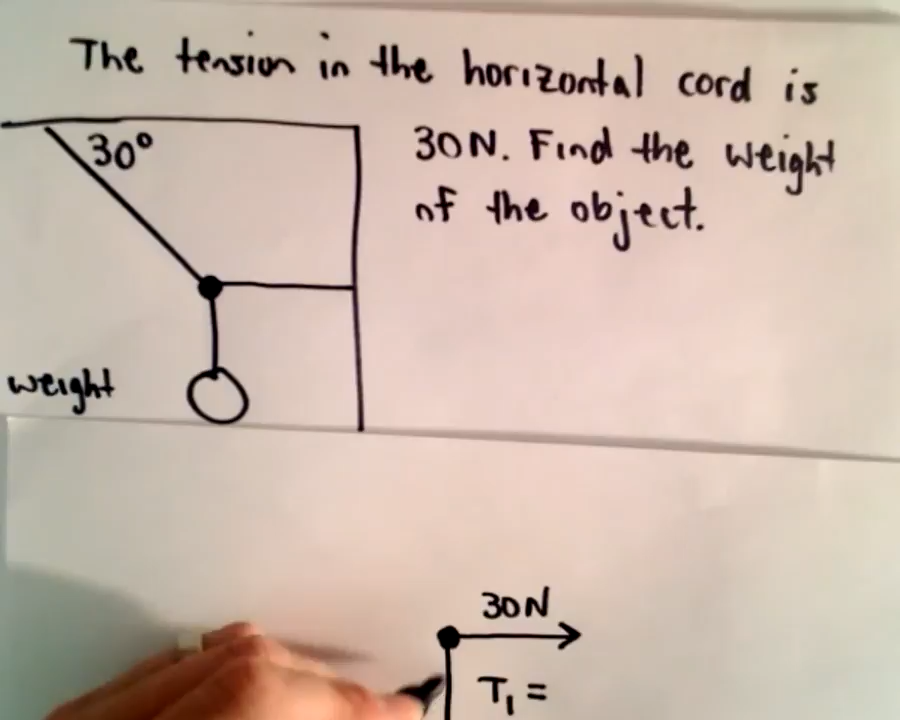 The tension in the horizontal cord is
30N. Find the weight
of the object.
30°
weight
30N
T₁ =